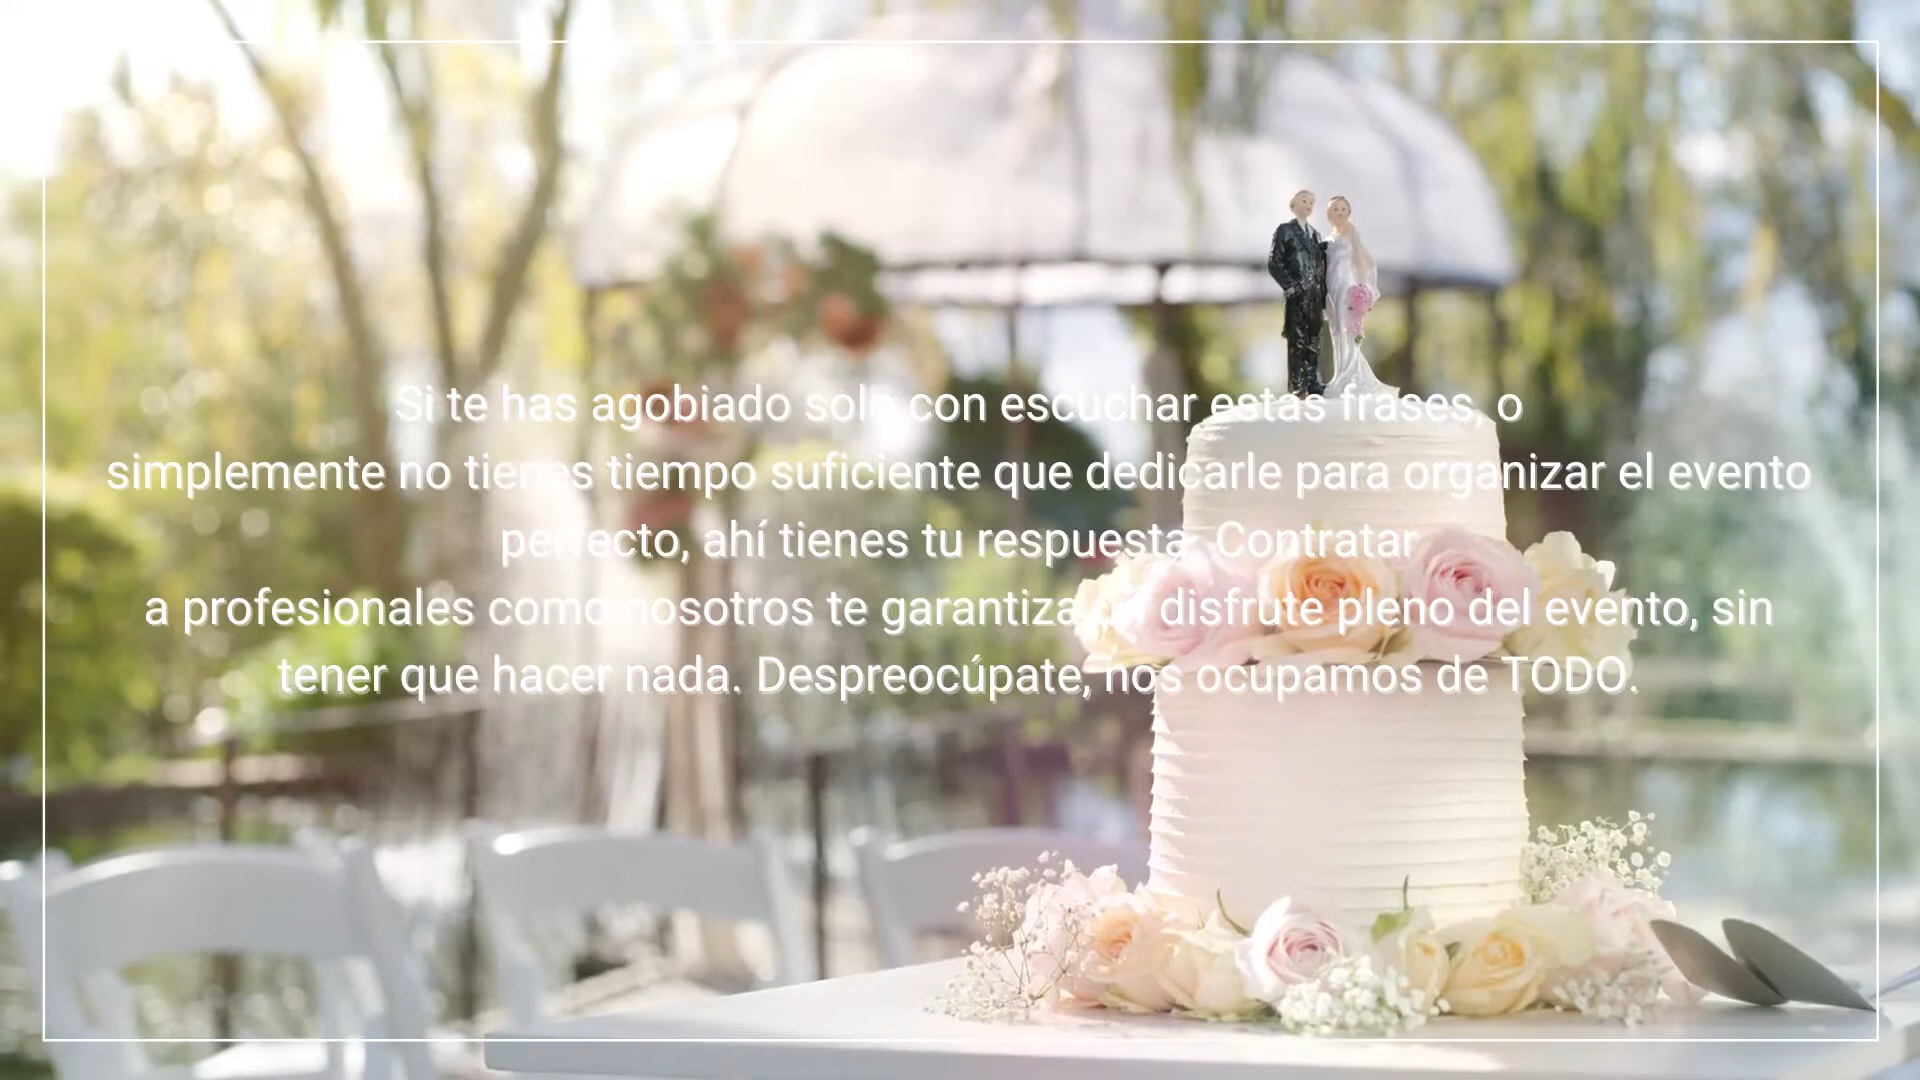 Si te has agobiado solo con escuchar estas frases, o
simplemente no tienes tiempo suficiente que dedicarle para organizar el evento
perfecto, ahí tienes tu respuesta. Contratar
a profesionales como nosotros te garantiza un disfrute pleno del evento, sin
tener que hacer nada. Despreocúpate, nos ocupamos de TODO.